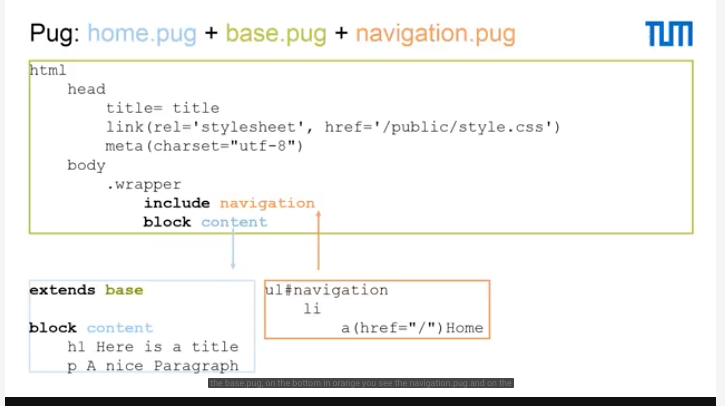 Pug: home.pug + base.pug + navigation.pug
TUM
html
head
title= title
link(rel='stylesheet', href='/public/style.css')
meta(charset="utf-8")
body
.wrapper
include navigation
block content
extends base
block content
h1 Here is a title
p A nice Paragraph
ul#navigation
li
a(href="/")Home
the base.pug, on the bottom in orange you see the navigation.pug and on the